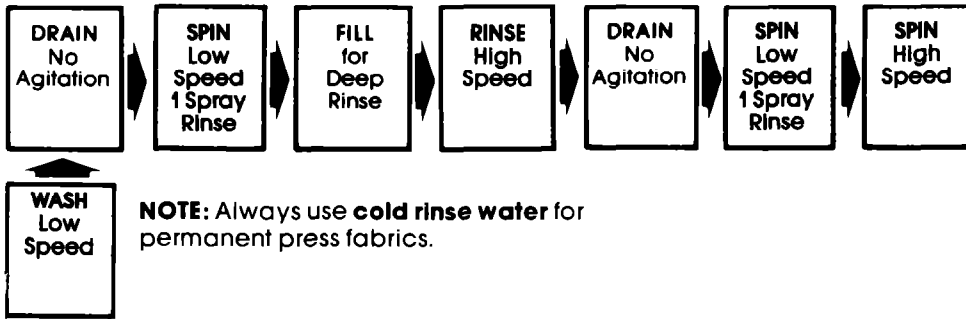 DRAIN
No
Agitation
SPIN
Low
Speed
1 Spray
Rinse
FILL
for
Deep
Rinse
RINSE
High
Speed
DRAIN
No
Agitation
SPIN
Low
Speed
1 Spray
Rinse
SPIN
High
Speed
WASH
Low
Speed
NOTE: Always use cold rinse water for
permanent press fabrics.